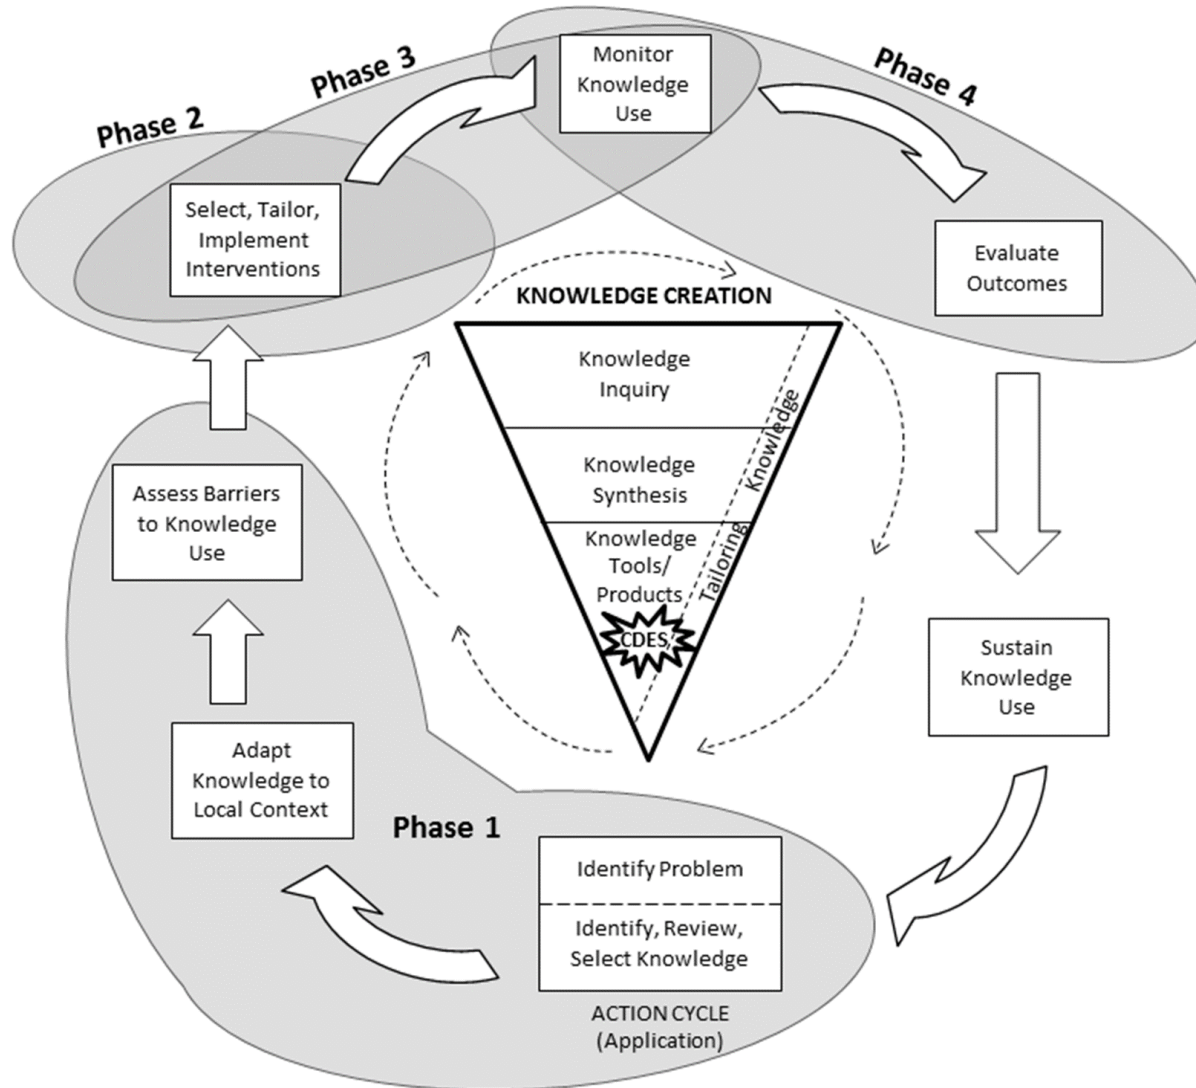 Phase 2
Phase 3
Phase 4
Monitor
Knowledge
Use
Select, Tailor,
Implement
Interventions
Evaluate
Outcomes
KNOWLEDGE CREATION
Knowledge
Inquiry
Knowledge
Synthesis
Knowledge
Tools/
Products
CDES
Tailoring Knowledge
Assess Barriers
to Knowledge
Use
Sustain
Knowledge
Use
Adapt
Knowledge to
Local Context
Phase 1
Identify Problem
Identify, Review,
Select Knowledge
ACTION CYCLE
(Application)